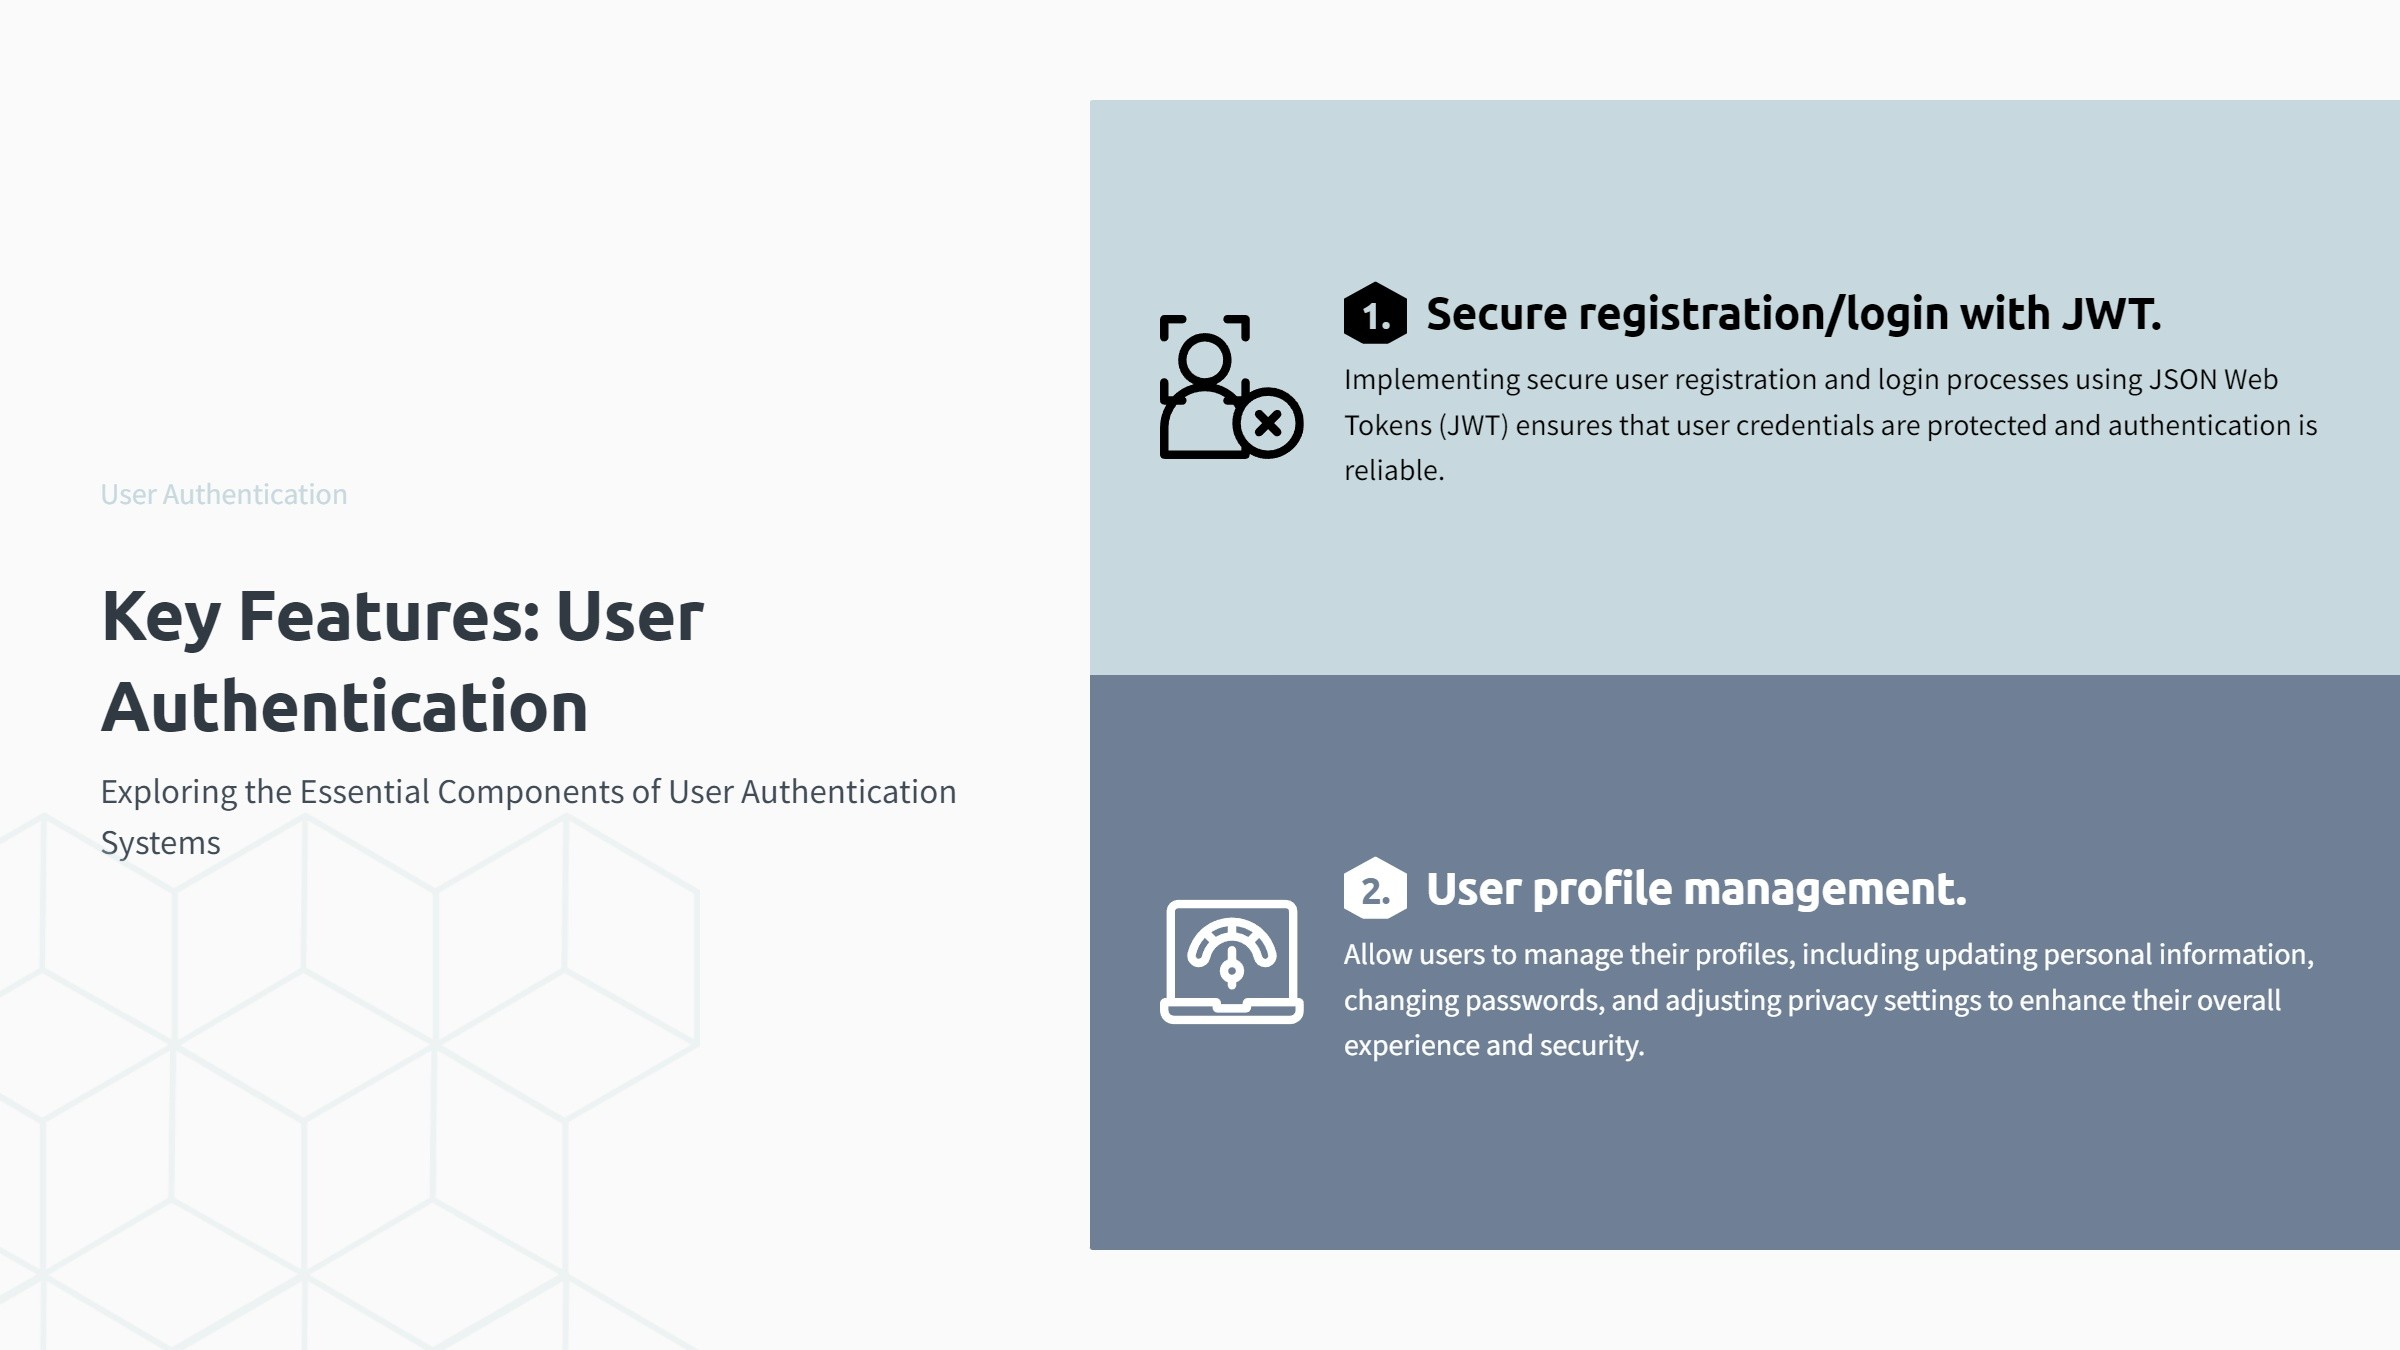 User Authentication
Key Features: User
Authentication
Exploring the Essential Components of User Authentication
Systems
1. Secure registration/login with JWT.
Implementing secure user registration and login processes using JSON Web
Tokens (JWT) ensures that user credentials are protected and authentication is
reliable.
2. User profile management.
Allow users to manage their profiles, including updating personal information,
changing passwords, and adjusting privacy settings to enhance their overall
experience and security.